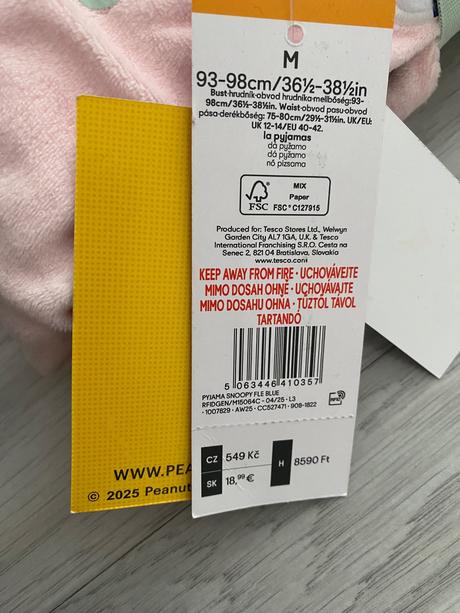 M
93-98cm/36½-38½in
Bust·hrudník·obvod hrudníka·mellbőség:93-
98cm/36½-38½in. Waist·obvod pasu·obvod
pása·derékbőség: 75-80cm/29½-31½in. UK/EU:
UK 12-14/EU 40-42.
la pyjamas
dá pyžamo
dá pyžamo
nő pizsama
FSC
MIX
Paper
FSC® C127915
Produced for: Tesco Stores Ltd., Welwyn
Garden City AL7 1GA, U.K. & Tesco
International Franchising S.R.O. Cesta na
Senec 2, 821 04 Bratislava, Slovakia
www.tesco.com
KEEP AWAY FROM FIRE · UCHOVÁVEJTE
MIMO DOSAH OHNĚ · UCHOVÁVAJTE
MIMO DOSAHU OHŇA · TŰZTŐL TÁVOL
TARTANDÓ
5 063446 410357
PYJAMA SNOOPY FLE BLUE
RFIDGEN/M15064C - 04/25 - L3
· 1007829 · AW25 · CC527471 · 908-1822
RFID
CZ 549 Kč
SK 18,99 €
H 8590 Ft
WWW.PEA
© 2025 Peanut